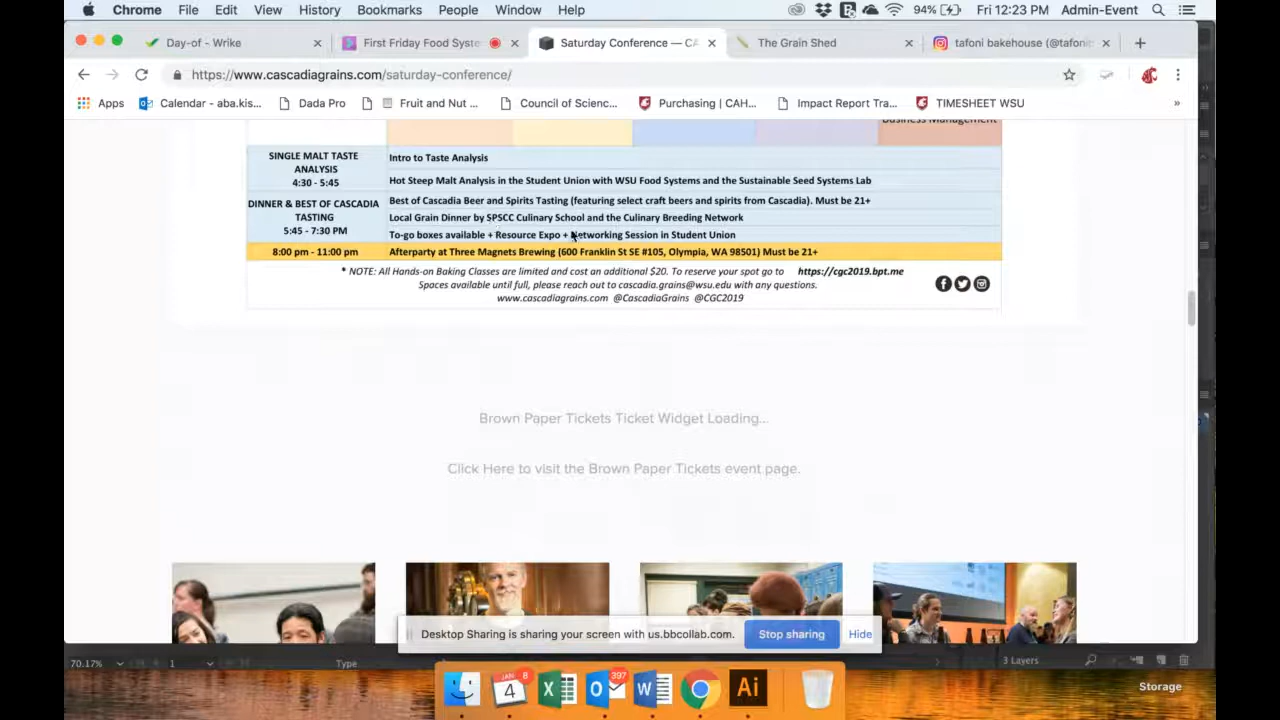 Chrome File Edit View History Bookmarks People Window Help 94% Fri 12:23 PM Admin-Event
Day-of - Wrike × First Friday Food Syste × Saturday Conference — CA × The Grain Shed × tafoni bakehouse (@tafoni × +
https://www.cascadiagrains.com/saturday-conference/
Apps Calendar - aba.kis... Dada Pro Fruit and Nut ... Council of Scienc... Purchasing | CAH... Impact Report Tra... TIMESHEET WSU »
Business Management
SINGLE MALT TASTE
ANALYSIS
4:30 - 5:45
Intro to Taste Analysis
Hot Steep Malt Analysis in the Student Union with WSU Food Systems and the Sustainable Seed Systems Lab
DINNER & BEST OF CASCADIA
TASTING
5:45 - 7:30 PM
Best of Cascadia Beer and Spirits Tasting (featuring select craft beers and spirits from Cascadia). Must be 21+
Local Grain Dinner by SPSCC Culinary School and the Culinary Breeding Network
To-go boxes available + Resource Expo + Networking Session in Student Union
8:00 pm - 11:00 pm Afterparty at Three Magnets Brewing (600 Franklin St SE #105, Olympia, WA 98501) Must be 21+
* NOTE: All Hands-on Baking Classes are limited and cost an additional $20. To reserve your spot go to https://cgc2019.bpt.me
Spaces available until full, please reach out to cascadia.grains@wsu.edu with any questions.
www.cascadiagrains.com @CascadiaGrains @CGC2019
Brown Paper Tickets Ticket Widget Loading...
Click Here to visit the Brown Paper Tickets event page.
Desktop Sharing is sharing your screen with us.bbcollab.com. Stop sharing Hide
70.17% 1 Type 3 Layers
JAN 8
4
397
Ai
Storage